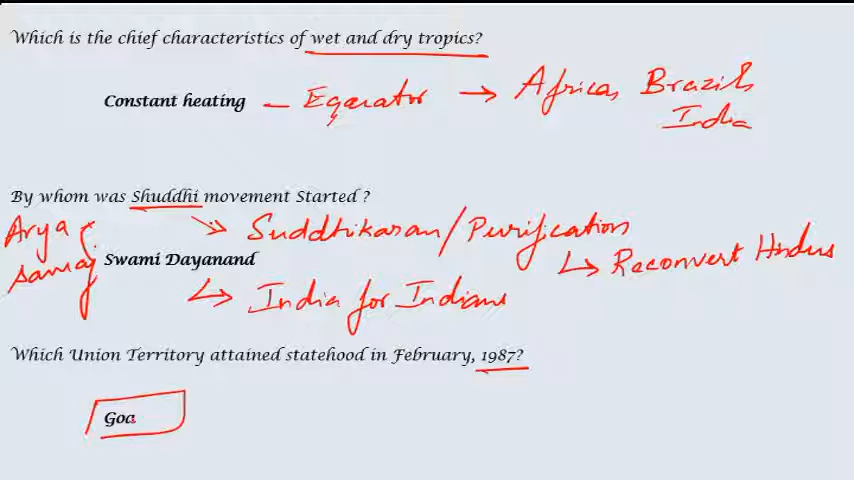 Which is the chief characteristics of wet and dry tropics?
Constant heating – Equator → Africa, Brazil,
India
By whom was Shuddhi movement Started ?
Arya Samaj
Suddhikaran/Purification
Swami Dayanand
Reconvert Hindus
India for Indians
Which Union Territory attained statehood in February, 1987?
Goa